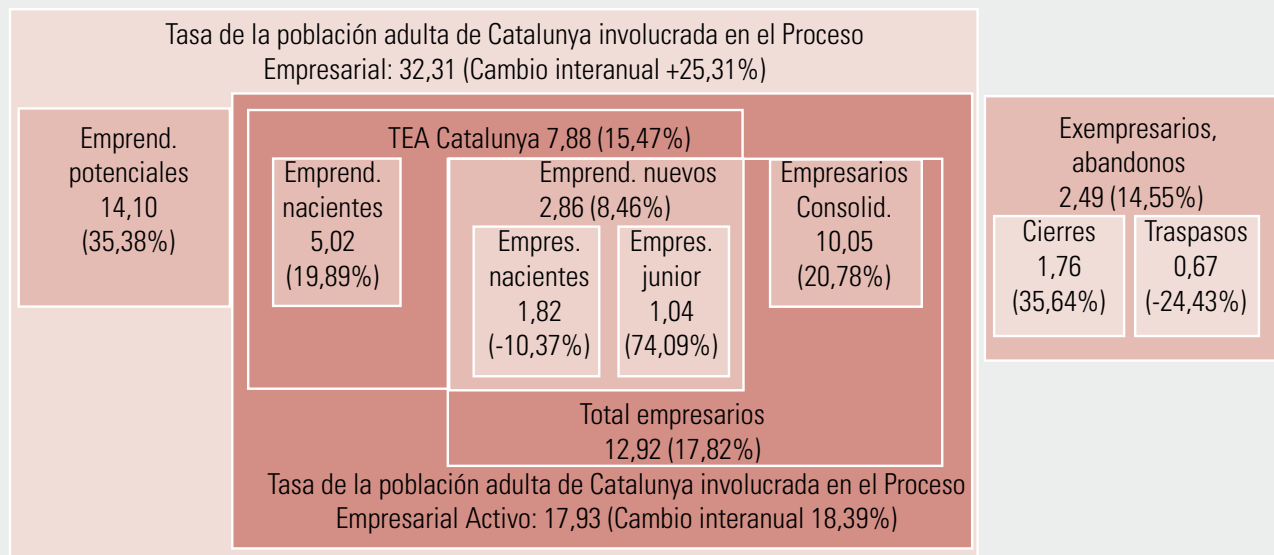 Tasa de la población adulta de Catalunya involucrada en el Proceso
Empresarial: 32,31 (Cambio interanual +25,31%)
Emprend.
potenciales
14,10
(35,38%)
TEA Catalunya 7,88 (15,47%)
Emprend.
nacientes
5,02
(19,89%)
Emprend. nuevos
2,86 (8,46%)
Empres.
nacientes
1,82
(-10,37%)
Empres.
junior
1,04
(74,09%)
Empresarios
Consolid.
10,05
(20,78%)
Total empresarios
12,92 (17,82%)
Tasa de la población adulta de Catalunya involucrada en el Proceso
Empresarial Activo: 17,93 (Cambio interanual 18,39%)
Exempresarios,
abandonos
2,49 (14,55%)
Cierres
1,76
(35,64%)
Traspasos
0,67
(-24,43%)